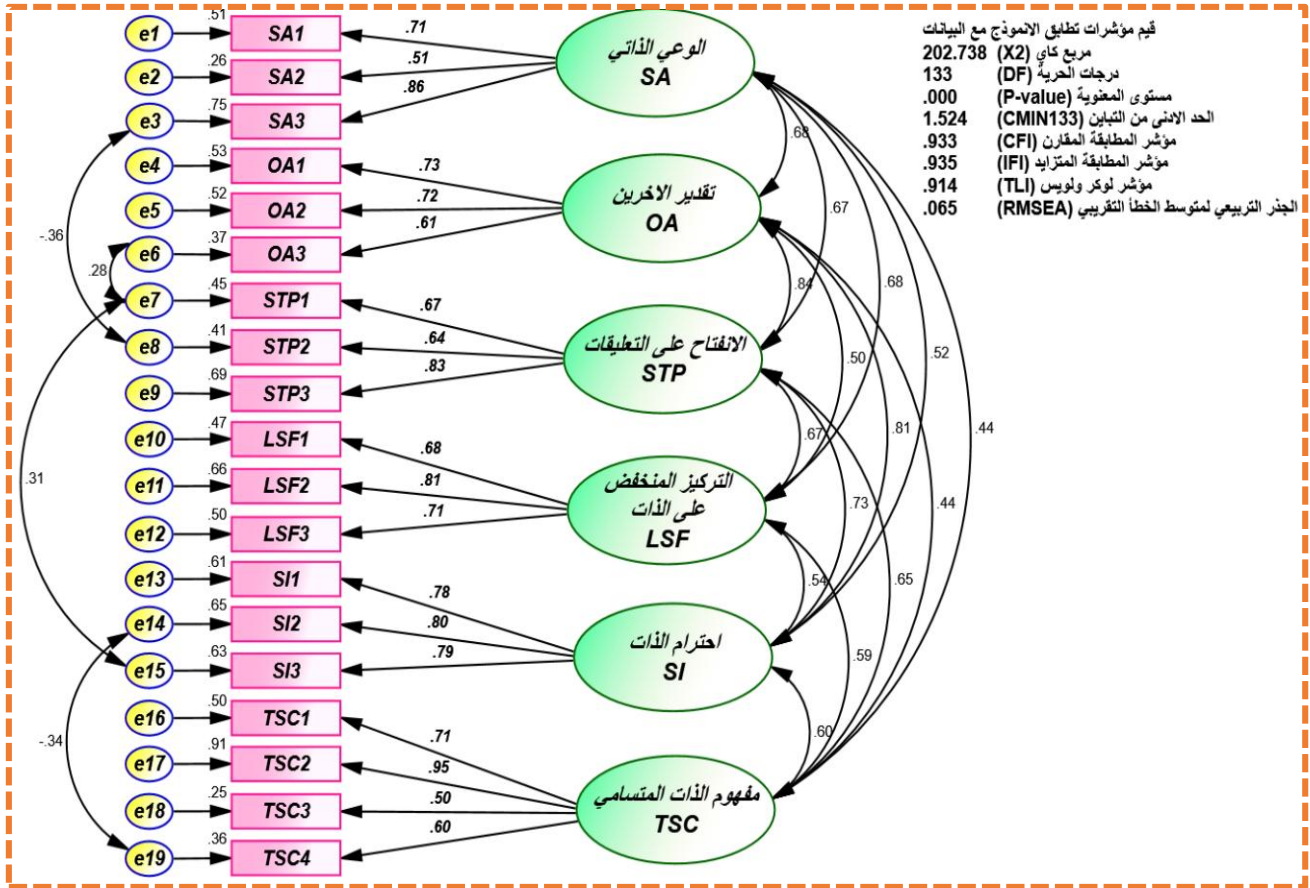 قيم مؤشرات تطابق الانموذج مع البيانات
مربع كاي (X2) 202.738
درجات الحرية (DF) 133
مستوى المعنوية (P-value) .000
الحد الادنى من التباين (CMIN133) 1.524
مؤشر المطابقة المقارن (CFI) .933
مؤشر المطابقة المتزايد (IFI) .935
مؤشر لوكر ولويس (TLI) .914
الجذر التربيعي لمتوسط الخطأ التقريبي (RMSEA) .065
e1 .51 SA1 .71
e2 .26 SA2 .51
e3 .75 SA3 .86
الوعي الذاتي
SA
e4 .53 OA1 .73
e5 .52 OA2 .72
e6 .37 OA3 .61
تقدير الاخرين
OA
e7 .45 STP1 .67
e8 .41 STP2 .64
e9 .69 STP3 .83
الانفتاح على التعليقات
STP
e10 .47 LSF1 .68
e11 .66 LSF2 .81
e12 .50 LSF3 .71
التركيز المنخفض
على الذات
LSF
e13 .61 SI1 .78
e14 .65 SI2 .80
e15 .63 SI3 .79
احترام الذات
SI
e16 .50 TSC1 .71
e17 .91 TSC2 .95
e18 .25 TSC3 .50
e19 .36 TSC4 .60
مفهوم الذات المتسامي
TSC
-.36
.28
.31
-.34
.68
.67
.84
.68
.50
.52
.67
.81
.44
.73
.44
.54
.65
.59
.60